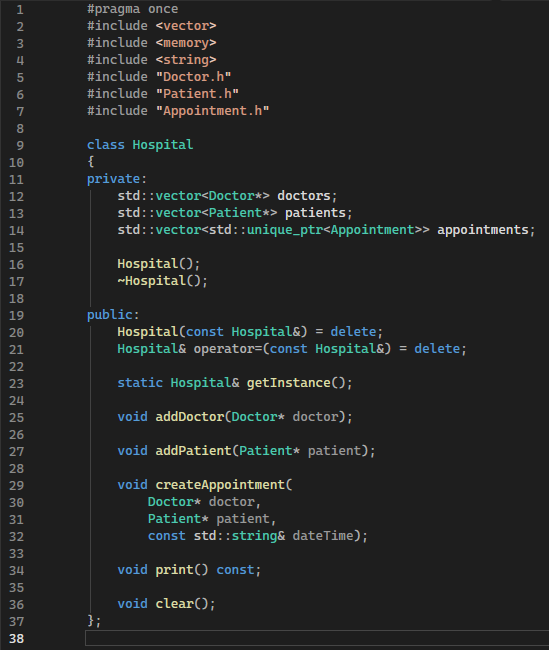 1 #pragma once
2 #include <vector>
3 #include <memory>
4 #include <string>
5 #include "Doctor.h"
6 #include "Patient.h"
7 #include "Appointment.h"
8
9 class Hospital
10 {
11 private:
12     std::vector<Doctor*> doctors;
13     std::vector<Patient*> patients;
14     std::vector<std::unique_ptr<Appointment>> appointments;
15
16     Hospital();
17     ~Hospital();
18
19 public:
20     Hospital(const Hospital&) = delete;
21     Hospital& operator=(const Hospital&) = delete;
22
23     static Hospital& getInstance();
24
25     void addDoctor(Doctor* doctor);
26
27     void addPatient(Patient* patient);
28
29     void createAppointment(
30         Doctor* doctor,
31         Patient* patient,
32         const std::string& dateTime);
33
34     void print() const;
35
36     void clear();
37 };
38